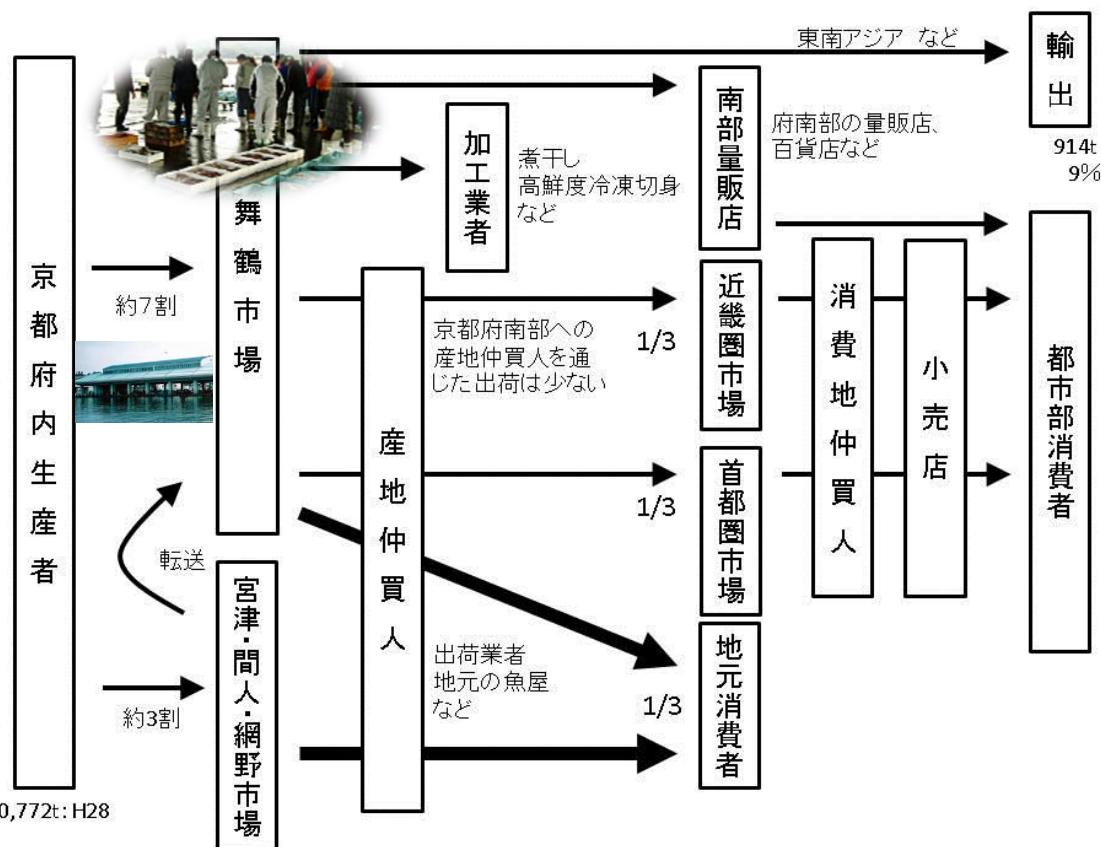 京都府内生産者
0,772t:H28
約7割
約3割
転送
舞鶴市場
宮津・間人・網野市場
加工業者
煮干し
高鮮度冷凍切身
など
産地仲買人
京都府南部への
産地仲買人を通
じた出荷は少ない
出荷業者
地元の魚屋
など
1/3
1/3
1/3
南部量販店
府南部の量販店、
百貨店など
近畿圏市場
首都圏市場
地元消費者
消費地仲買人
小売店
東南アジア など
輸出
914t
9%
都市部消費者